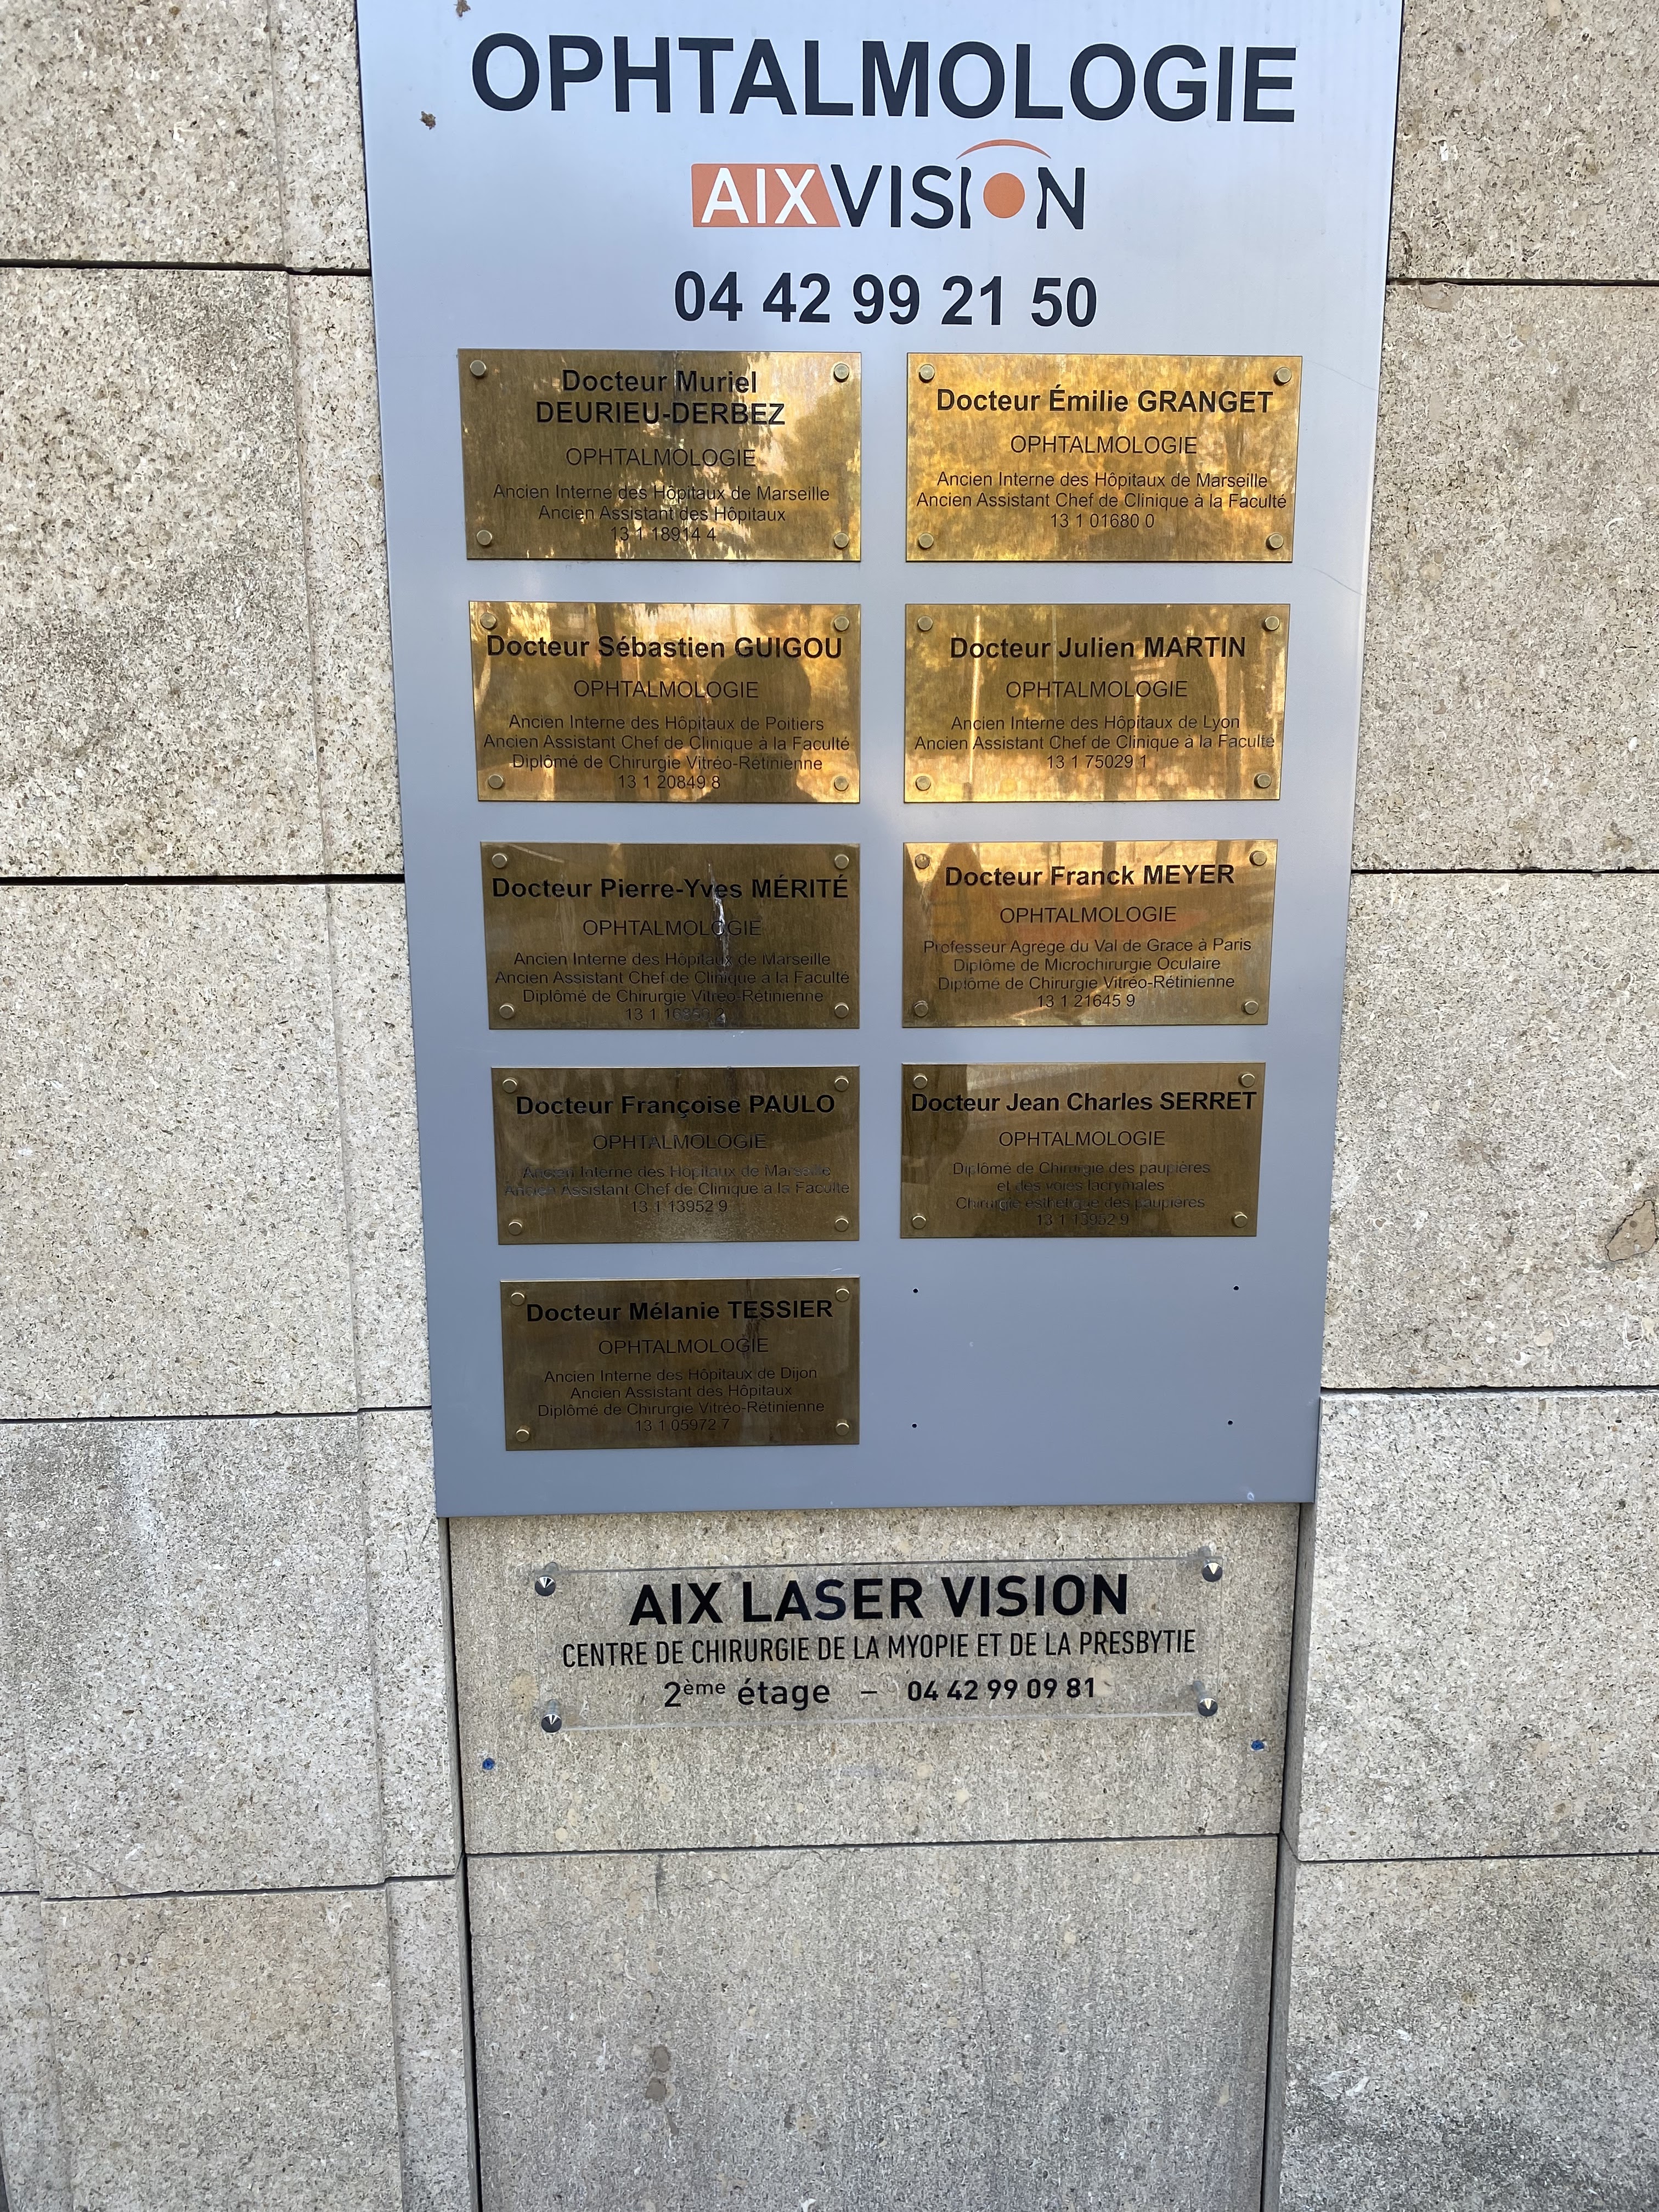 OPHTALMOLOGIE
AIXVISION
04 42 99 21 50
Docteur Muriel
DEURIEU-DERBEZ
OPHTALMOLOGIE
Ancien Interne des Hôpitaux de Marseille
Ancien Assistant des Hôpitaux
13 1 18914 4
Docteur Émilie GRANGET
OPHTALMOLOGIE
Ancien Interne des Hôpitaux de Marseille
Ancien Assistant Chef de Clinique à la Faculté
13 1 01680 0
Docteur Sébastien GUIGOU
OPHTALMOLOGIE
Ancien Interne des Hôpitaux de Poitiers
Ancien Assistant Chef de Clinique à la Faculté
Diplômé de Chirurgie Vitréo-Rétinienne
13 1 20849 8
Docteur Julien MARTIN
OPHTALMOLOGIE
Ancien Interne des Hôpitaux de Lyon
Ancien Assistant Chef de Clinique à la Faculté
13 1 75029 1
Docteur Pierre-Yves MÉRITÉ
OPHTALMOLOGIE
Ancien Interne des Hôpitaux de Marseille
Ancien Assistant Chef de Clinique à la Faculté
Diplômé de Chirurgie Vitréo-Rétinienne
13 1
Docteur Franck MEYER
OPHTALMOLOGIE
Professeur Agrégé du Val de Grace à Paris
Diplômé de Microchirurgie Oculaire
Diplômé de Chirurgie Vitréo-Rétinienne
13 1 21645 9
Docteur Françoise PAULO
OPHTALMOLOGIE
Ancien Interne des Hôpitaux de Marseille
Ancien Assistant Chef de Clinique à la Faculté
13 1 13952 9
Docteur Jean Charles SERRET
OPHTALMOLOGIE
Diplômé de Chirurgie des paupières
et des voies lacrymales
Chirurgie esthétique des paupières
13 1 13952 9
Docteur Mélanie TESSIER
OPHTALMOLOGIE
Ancien Interne des Hôpitaux de Dijon
Ancien Assistant des Hôpitaux
Diplômé de Chirurgie Vitréo-Rétinienne
13 1 05972 7
AIX LASER VISION
CENTRE DE CHIRURGIE DE LA MYOPIE ET DE LA PRESBYTIE
2ème étage – 04 42 99 09 81